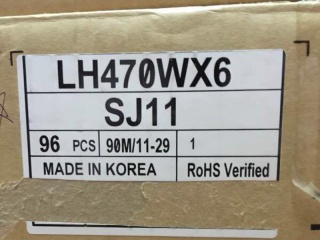 LH470WX6
SJ11
96 PCS 90M/11-29 1
MADE IN KOREA RoHS Verified